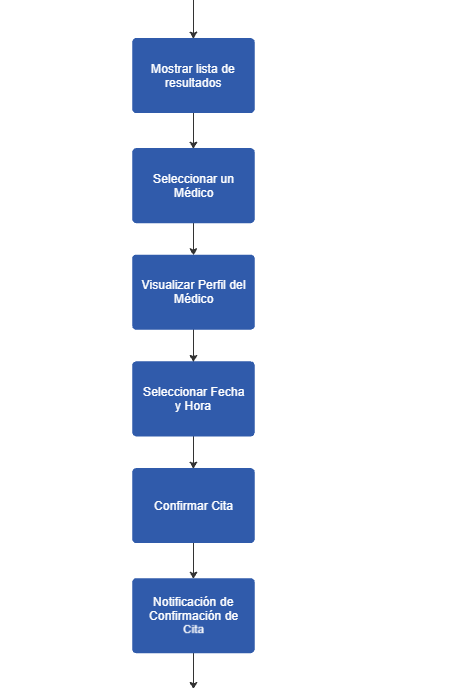 Mostrar lista de
resultados
Seleccionar un
Médico
Visualizar Perfil del
Médico
Seleccionar Fecha
y Hora
Confirmar Cita
Notificación de
Confirmación de
Cita